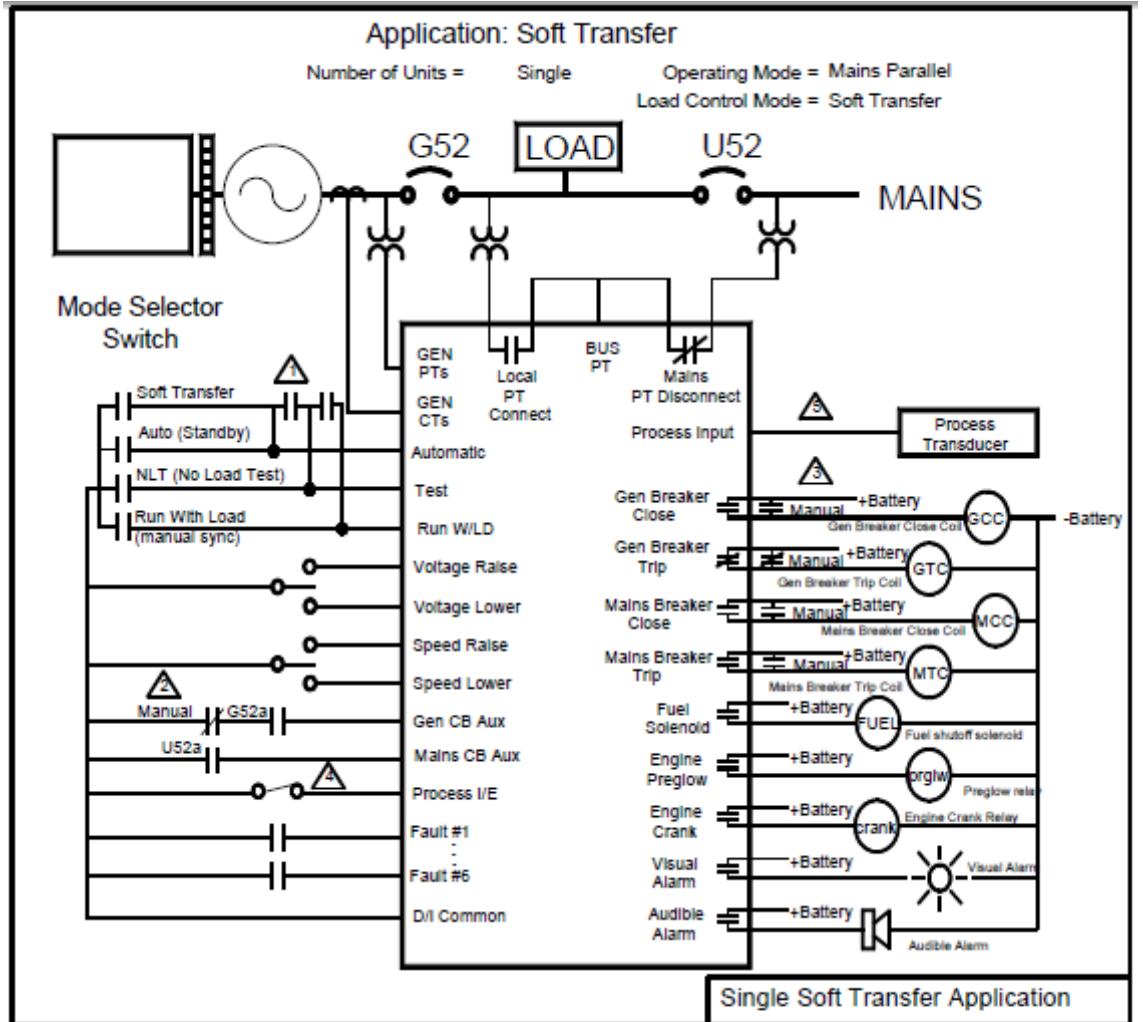 Application: Soft Transfer
Number of Units = Single Operating Mode = Mains Parallel
Load Control Mode = Soft Transfer
G52
LOAD
U52
MAINS
Mode Selector
Switch
1
Soft Transfer
Auto (Standby)
NLT (No Load Test)
Run With Load
(manual sync)
2
Manual
G52a
U52a
4
GEN
PTs
GEN
CTs
Local
PT
Connect
BUS
PT
Mains
PT Disconnect
Automatic
Test
Run W/LD
Voltage Raise
Voltage Lower
Speed Raise
Speed Lower
Gen CB Aux
Mains CB Aux
Process I/E
Fault #1
Fault #6
D/I Common
Process Input
5
Process
Transducer
3
Gen Breaker
Close
+Battery
Manual
Gen Breaker Close Coil
GCC
-Battery
Gen Breaker
Trip
+Battery
Manual
Gen Breaker Trip Coil
GTC
Mains Breaker
Close
+Battery
Manual
Mains Breaker Close Coil
MCC
Mains Breaker
Trip
+Battery
Manual
Mains Breaker Trip Coil
MTC
Fuel
Solenoid
+Battery
FUEL
Fuel shutoff solenoid
Engine
Preglow
+Battery
prglw
Preglow relay
Engine
Crank
+Battery
crank
Engine Crank Relay
Visual
Alarm
+Battery
Visual Alarm
Audible
Alarm
+Battery
Audible Alarm
Single Soft Transfer Application